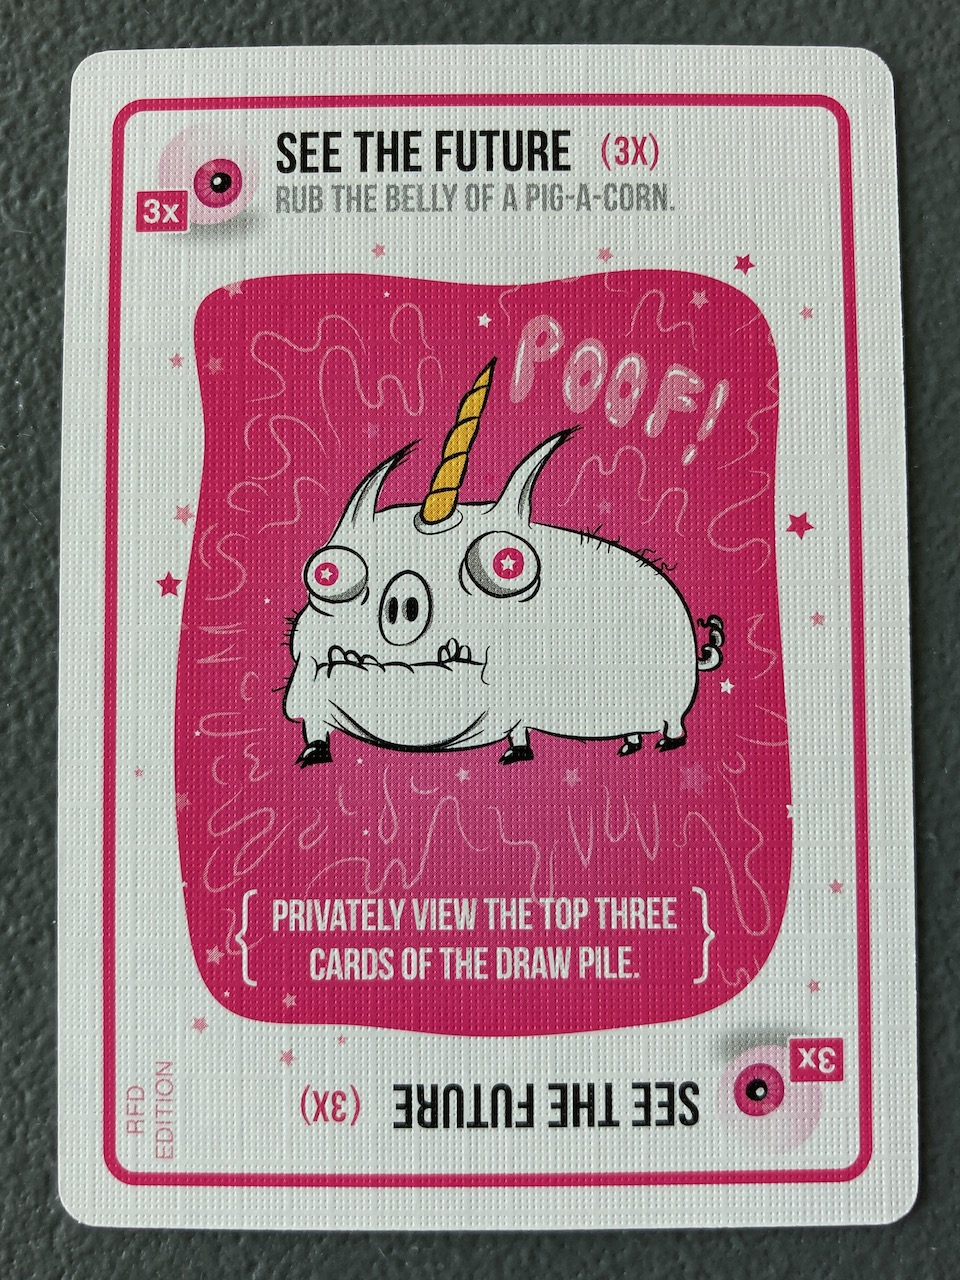 SEE THE FUTURE (3X)
3x
RUB THE BELLY OF A PIG-A-CORN.
POOF!
{ PRIVATELY VIEW THE TOP THREE
CARDS OF THE DRAW PILE. }
3x
SEE THE FUTURE (3X)
RFD
EDITION